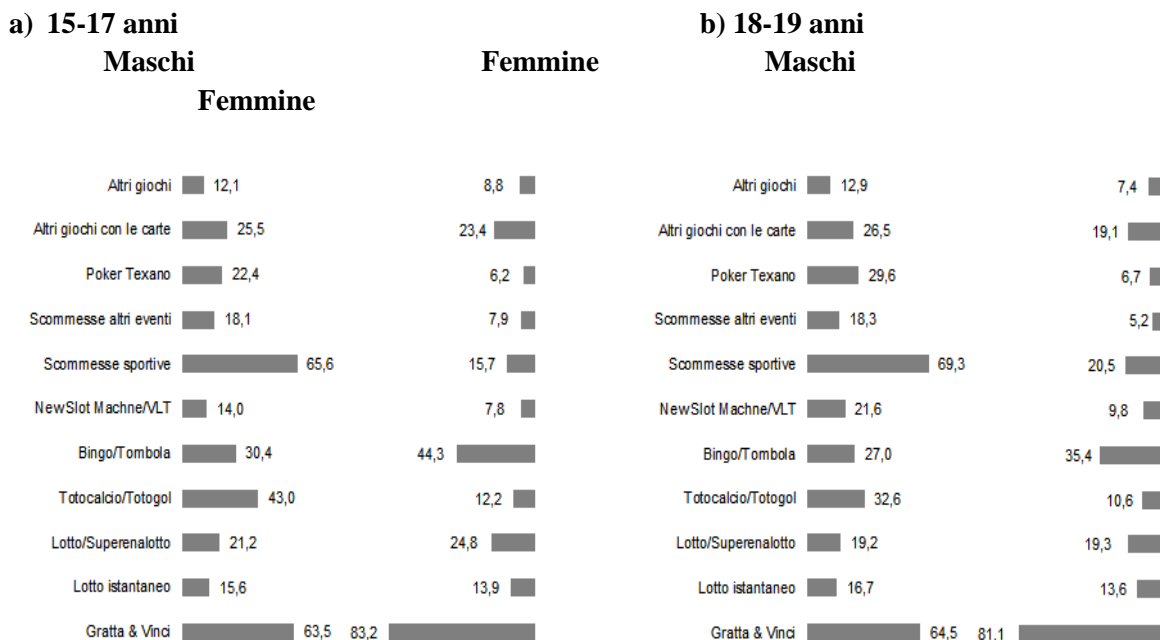 a) 15-17 anni b) 18-19 anni
Maschi Femmine Maschi
Femmine
Altri giochi 12,1 8,8 Altri giochi 12,9 7,4
Altri giochi con le carte 25,5 23,4 Altri giochi con le carte 26,5 19,1
Poker Texano 22,4 6,2 Poker Texano 29,6 6,7
Scommesse altri eventi 18,1 7,9 Scommesse altri eventi 18,3 5,2
Scommesse sportive 65,6 15,7 Scommesse sportive 69,3 20,5
NewSlot Machne/VLT 14,0 7,8 NewSlot Machne/VLT 21,6 9,8
Bingo/Tombola 30,4 44,3 Bingo/Tombola 27,0 35,4
Totocalcio/Totogol 43,0 12,2 Totocalcio/Totogol 32,6 10,6
Lotto/Superenalotto 21,2 24,8 Lotto/Superenalotto 19,2 19,3
Lotto istantaneo 15,6 13,9 Lotto istantaneo 16,7 13,6
Gratta & Vinci 63,5 83,2 Gratta & Vinci 64,5 81,1